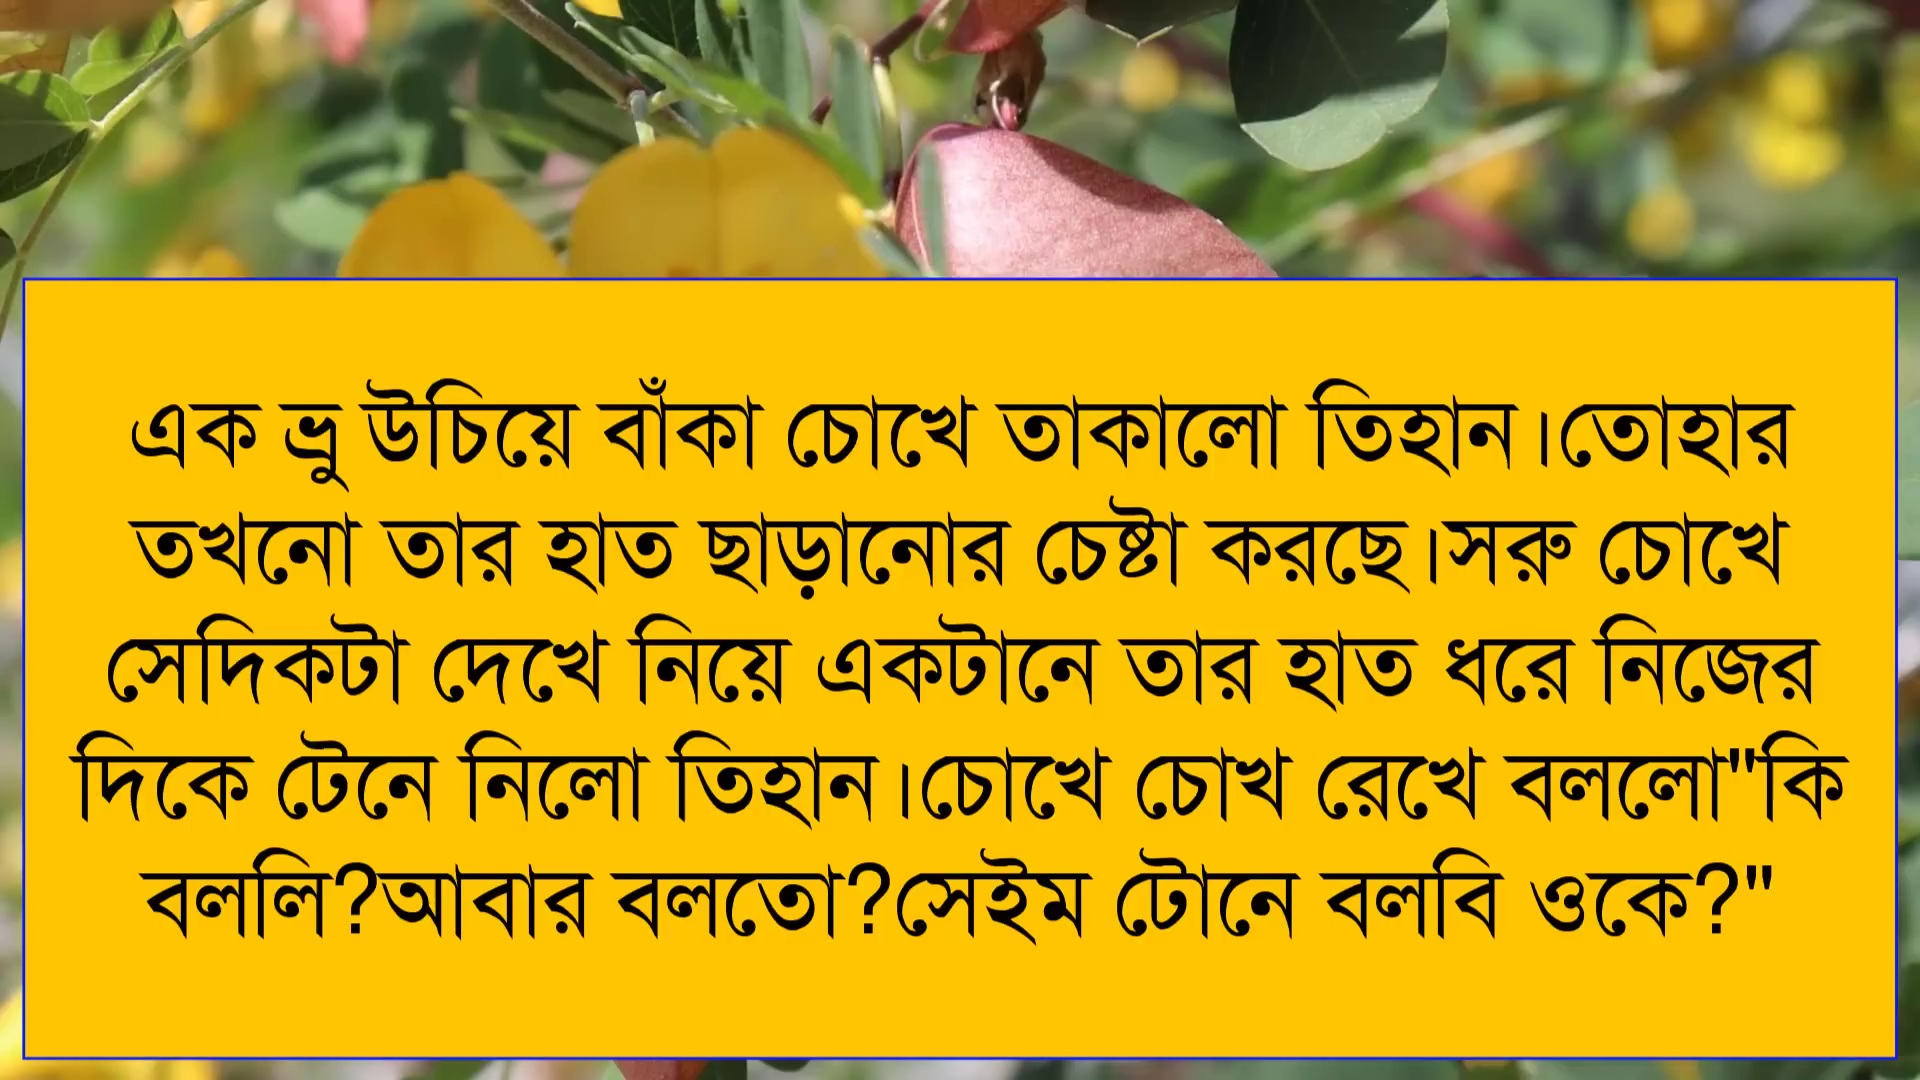 এক ভ্রু উচিয়ে বাঁকা চোখে তাকালো তিহান।তোহার
তখনো তার হাত ছাড়ানোর চেষ্টা করছে।সরু চোখে
সেদিকটা দেখে নিয়ে একটানে তার হাত ধরে নিজের
দিকে টেনে নিলো তিহান।চোখে চোখ রেখে বললো"কি
বললি?আবার বলতো?সেইম টোনে বলবি ওকে?"